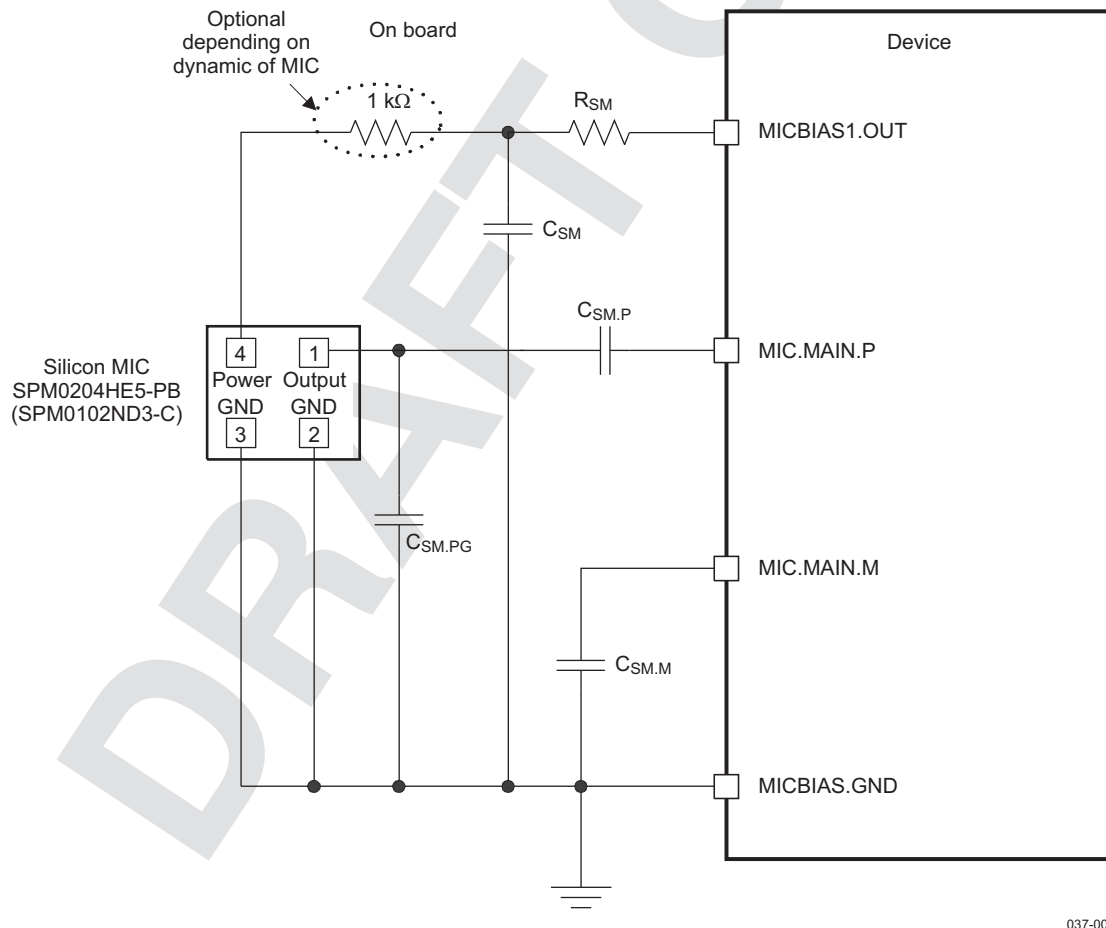 Optional
depending on
dynamic of MIC
On board
Device
1 kΩ
RSM
MICBIAS1.OUT
CSM
CSM.P
MIC.MAIN.P
Silicon MIC
SPM0204HE5-PB
(SPM0102ND3-C)
4 1
Power Output
GND GND
3 2
CSM.PG
MIC.MAIN.M
CSM.M
MICBIAS.GND
DRAFT
037-00